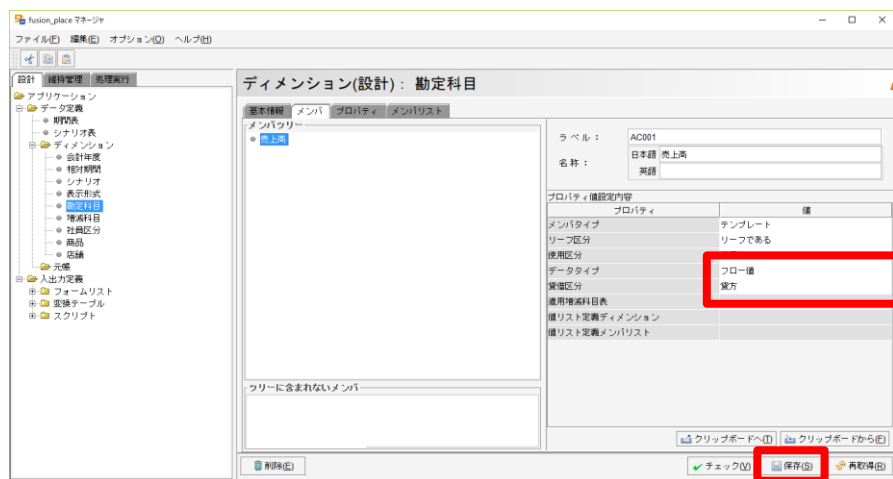 fusion_place マネージャ
ファイル(F) 編集(E) オプション(O) ヘルプ(H)
設計 維持管理 処理実行
アプリケーション
データ定義
期間表
シナリオ表
ディメンション
会計年度
相対期間
シナリオ
表示形式
勘定科目
増減科目
社員区分
商品
店舗
元帳
入出力定義
フォームリスト
変換テーブル
スクリプト
ディメンション(設計): 勘定科目
基本情報 メンバ プロパティ メンバリスト
メンバツリー
売上高
ツリーに含まれないメンバ
ラベル: AC001
名称: 日本語 売上高
英語
プロパティ値設定内容
プロパティ 値
メンバタイプ テンプレート
リーフ区分 リーフである
使用区分
データタイプ フロー値
貸借区分 貸方
適用増減科目表
値リスト定義ディメンション
値リスト定義メンバリスト
クリップボードへ(T) クリップボードから(F)
削除(E) チェック(V) 保存(S) 再取得(R)